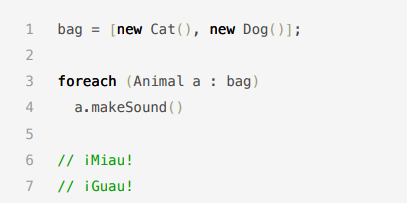 1 bag = [new Cat(), new Dog()];
2
3 foreach (Animal a : bag)
4 a.makeSound()
5
6 // ¡Miau!
7 // ¡Guau!